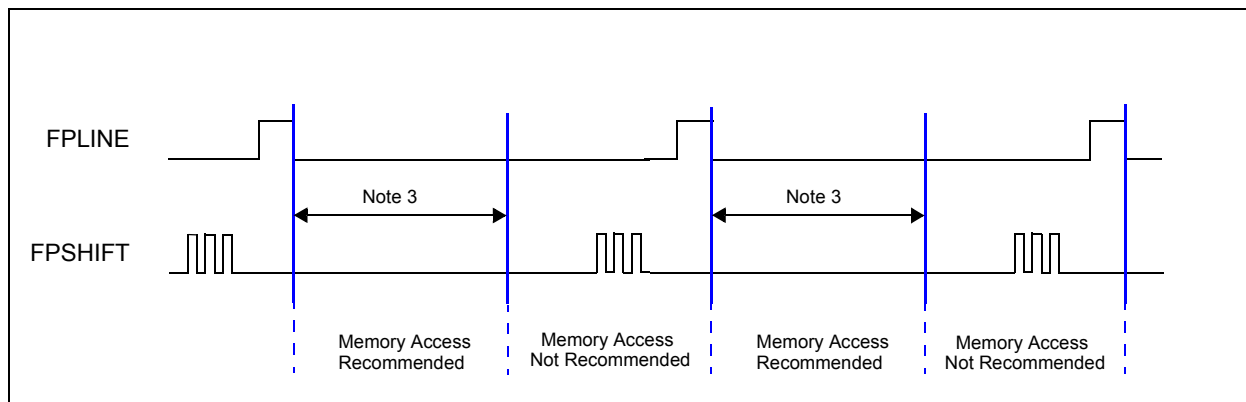 FPLINE
Note 3
Note 3
FPSHIFT
Memory Access
Recommended
Memory Access
Not Recommended
Memory Access
Recommended
Memory Access
Not Recommended